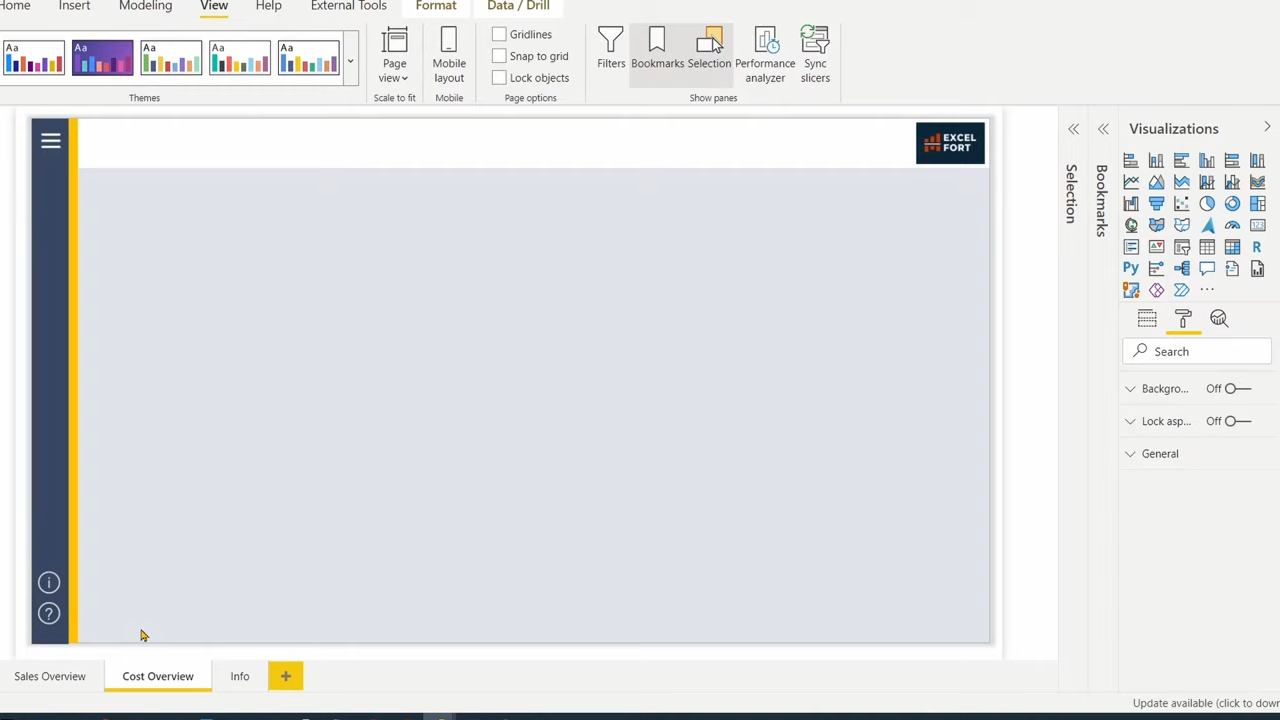 Home Insert Modeling View Help External Tools Format Data / Drill
Aa Aa Aa Aa Aa
Themes
Page
view
Scale to fit
Mobile
layout
Mobile
Gridlines
Snap to grid
Lock objects
Page options
Filters
Bookmarks
Selection
Performance
analyzer
Sync
slicers
Show panes
EXCEL
FORT
Selection
Bookmarks
Visualizations
123
R
Py
Search
Backgro... Off
Lock asp... Off
General
i
?
Sales Overview Cost Overview Info +
Update available (click to down